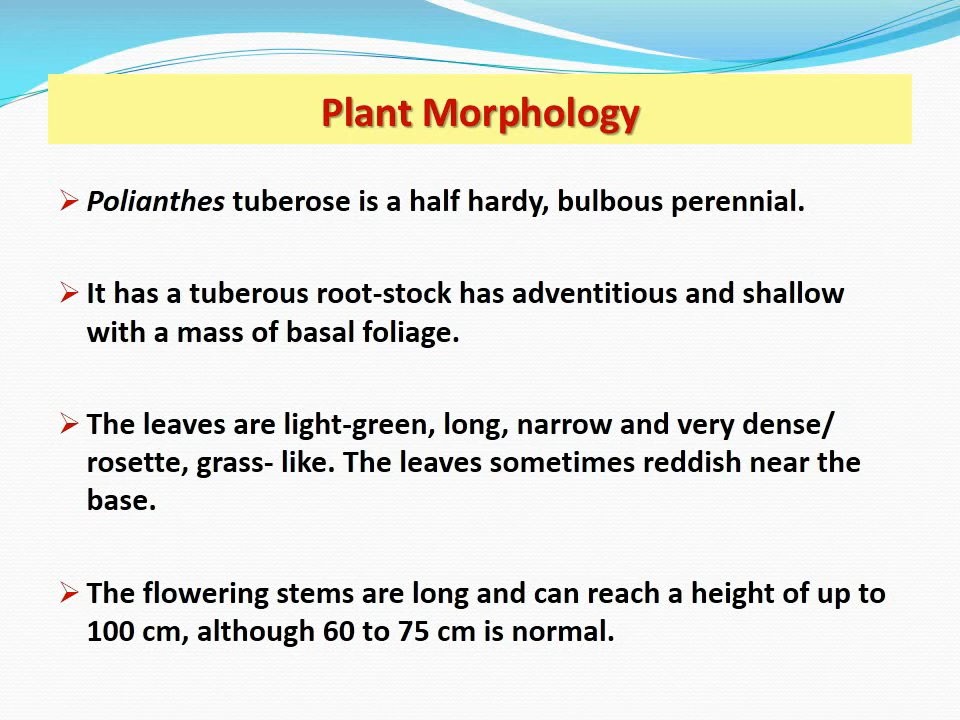 Plant Morphology
Polianthes tuberose is a half hardy, bulbous perennial.
It has a tuberous root-stock has adventitious and shallow
with a mass of basal foliage.
The leaves are light-green, long, narrow and very dense/
rosette, grass- like. The leaves sometimes reddish near the
base.
The flowering stems are long and can reach a height of up to
100 cm, although 60 to 75 cm is normal.